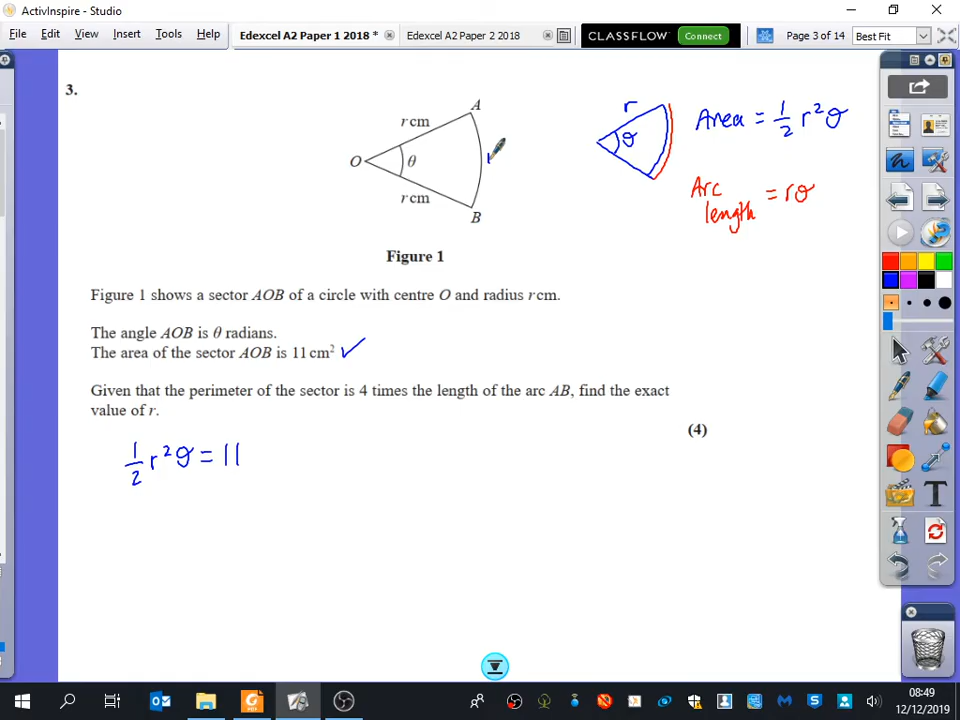 ActivInspire - Studio
File Edit View Insert Tools Help
Edexcel A2 Paper 1 2018 *
Edexcel A2 Paper 2 2018
CLASSFLOW Connect
Page 3 of 14
Best Fit
3.
A
r cm
O θ
r cm
B
r
θ
Area = 1/2 r²θ
Arc length = rθ
Figure 1
Figure 1 shows a sector AOB of a circle with centre O and radius r cm.
The angle AOB is θ radians.
The area of the sector AOB is 11 cm² ✓
Given that the perimeter of the sector is 4 times the length of the arc AB, find the exact
value of r.
(4)
1/2 r²θ = 11
08:49
12/12/2019